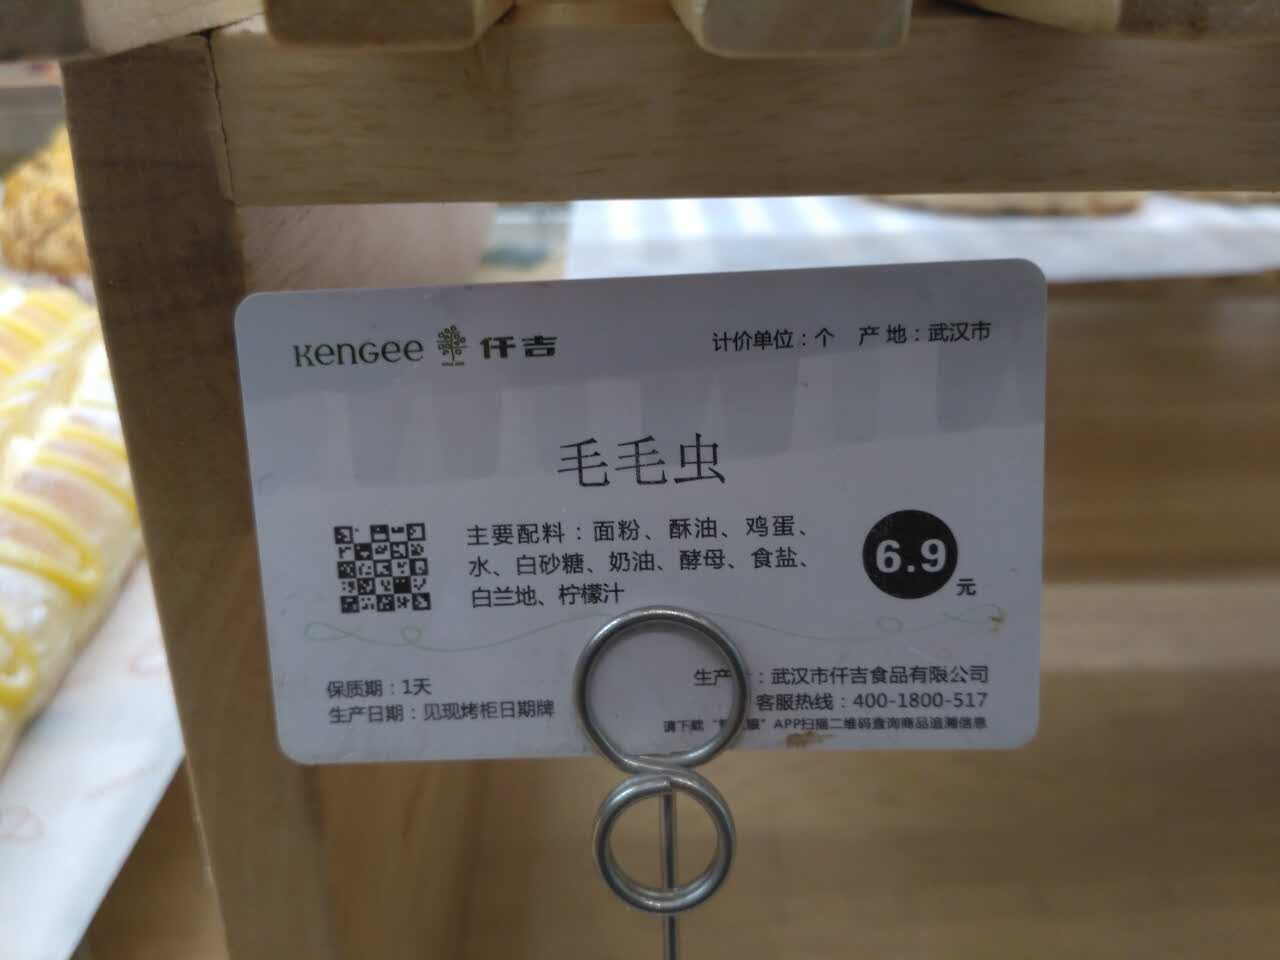 KenGee 仟吉
计价单位：个 产地：武汉市
毛毛虫
主要配料：面粉、酥油、鸡蛋、
水、白砂糖、奶油、酵母、食盐、
白兰地、柠檬汁
6.9元
保质期：1天
生产日期：见现烤柜日期牌
生产 ：武汉市仟吉食品有限公司
客服热线：400-1800-517
请下载“ ”APP扫描二维码查询商品追溯信息